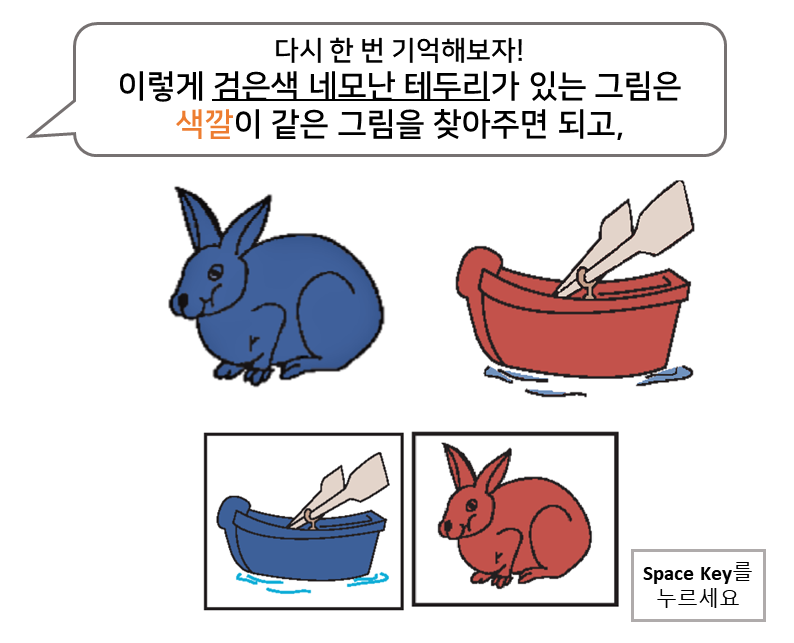 다시 한 번 기억해보자!
이렇게 검은색 네모난 테두리가 있는 그림은
색깔이 같은 그림을 찾아주면 되고,
Space Key를
누르세요